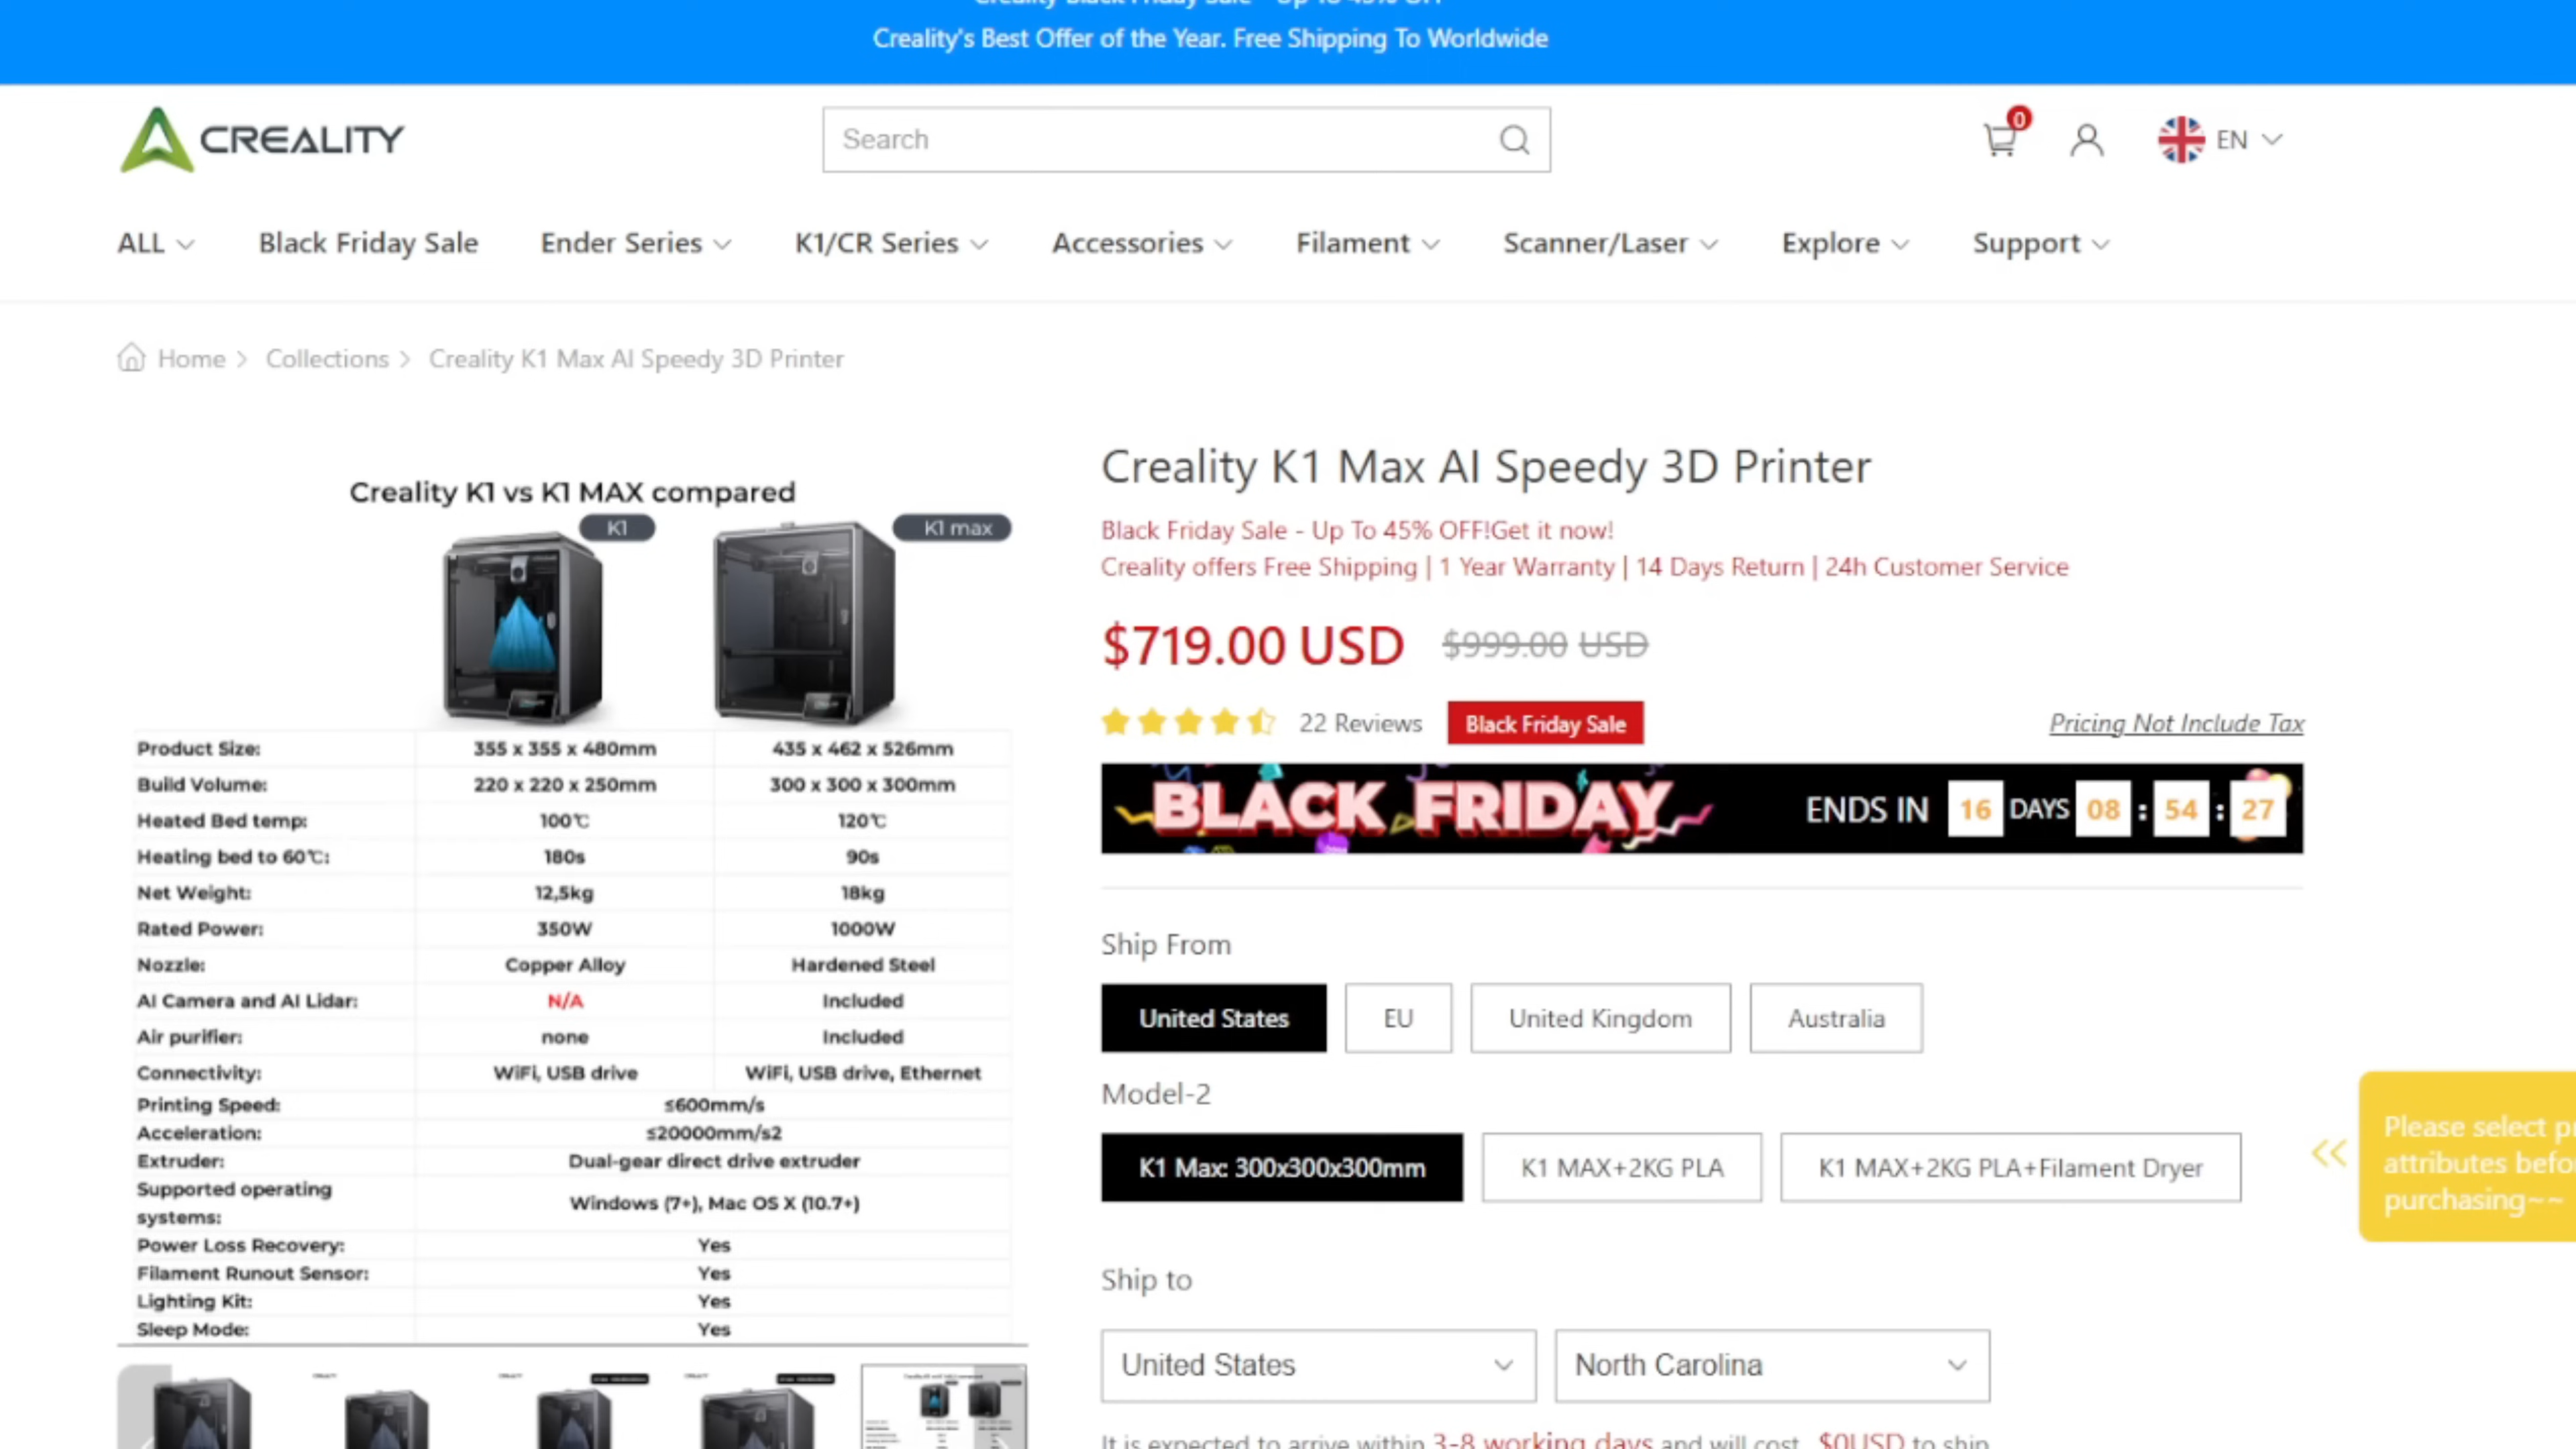 Creality Black Friday Sale - Up To 45% OFF
Creality's Best Offer of the Year. Free Shipping To Worldwide
CREALITY
Search
0
EN
ALL
Black Friday Sale
Ender Series
K1/CR Series
Accessories
Filament
Scanner/Laser
Explore
Support
Home
Collections
Creality K1 Max AI Speedy 3D Printer
Creality K1 vs K1 MAX compared
K1
K1 max
Product Size: 355 x 355 x 480mm 435 x 462 x 526mm
Build Volume: 220 x 220 x 250mm 300 x 300 x 300mm
Heated Bed temp: 100℃ 120℃
Heating bed to 60℃: 180s 90s
Net Weight: 12,5kg 18kg
Rated Power: 350W 1000W
Nozzle: Copper Alloy Hardened Steel
AI Camera and AI Lidar: N/A Included
Air purifier: none Included
Connectivity: WiFi, USB drive WiFi, USB drive, Ethernet
Printing Speed: ≤600mm/s
Acceleration: ≤20000mm/s2
Extruder: Dual-gear direct drive extruder
Supported operating
systems: Windows (7+), Mac OS X (10.7+)
Power Loss Recovery: Yes
Filament Runout Sensor: Yes
Lighting Kit: Yes
Sleep Mode: Yes
Creality K1 Max AI Speedy 3D Printer
Black Friday Sale - Up To 45% OFF!Get it now!
Creality offers Free Shipping | 1 Year Warranty | 14 Days Return | 24h Customer Service
$719.00 USD $999.00 USD
22 Reviews
Black Friday Sale
Pricing Not Include Tax
BLACK FRIDAY
ENDS IN 16 DAYS 08 : 54 : 27
Ship From
United States
EU
United Kingdom
Australia
Model-2
K1 Max: 300x300x300mm
K1 MAX+2KG PLA
K1 MAX+2KG PLA+Filament Dryer
Ship to
United States
North Carolina
It is expected to arrive within 3-8 working days and will cost $0USD to ship
Please select
attributes
purchasing~~